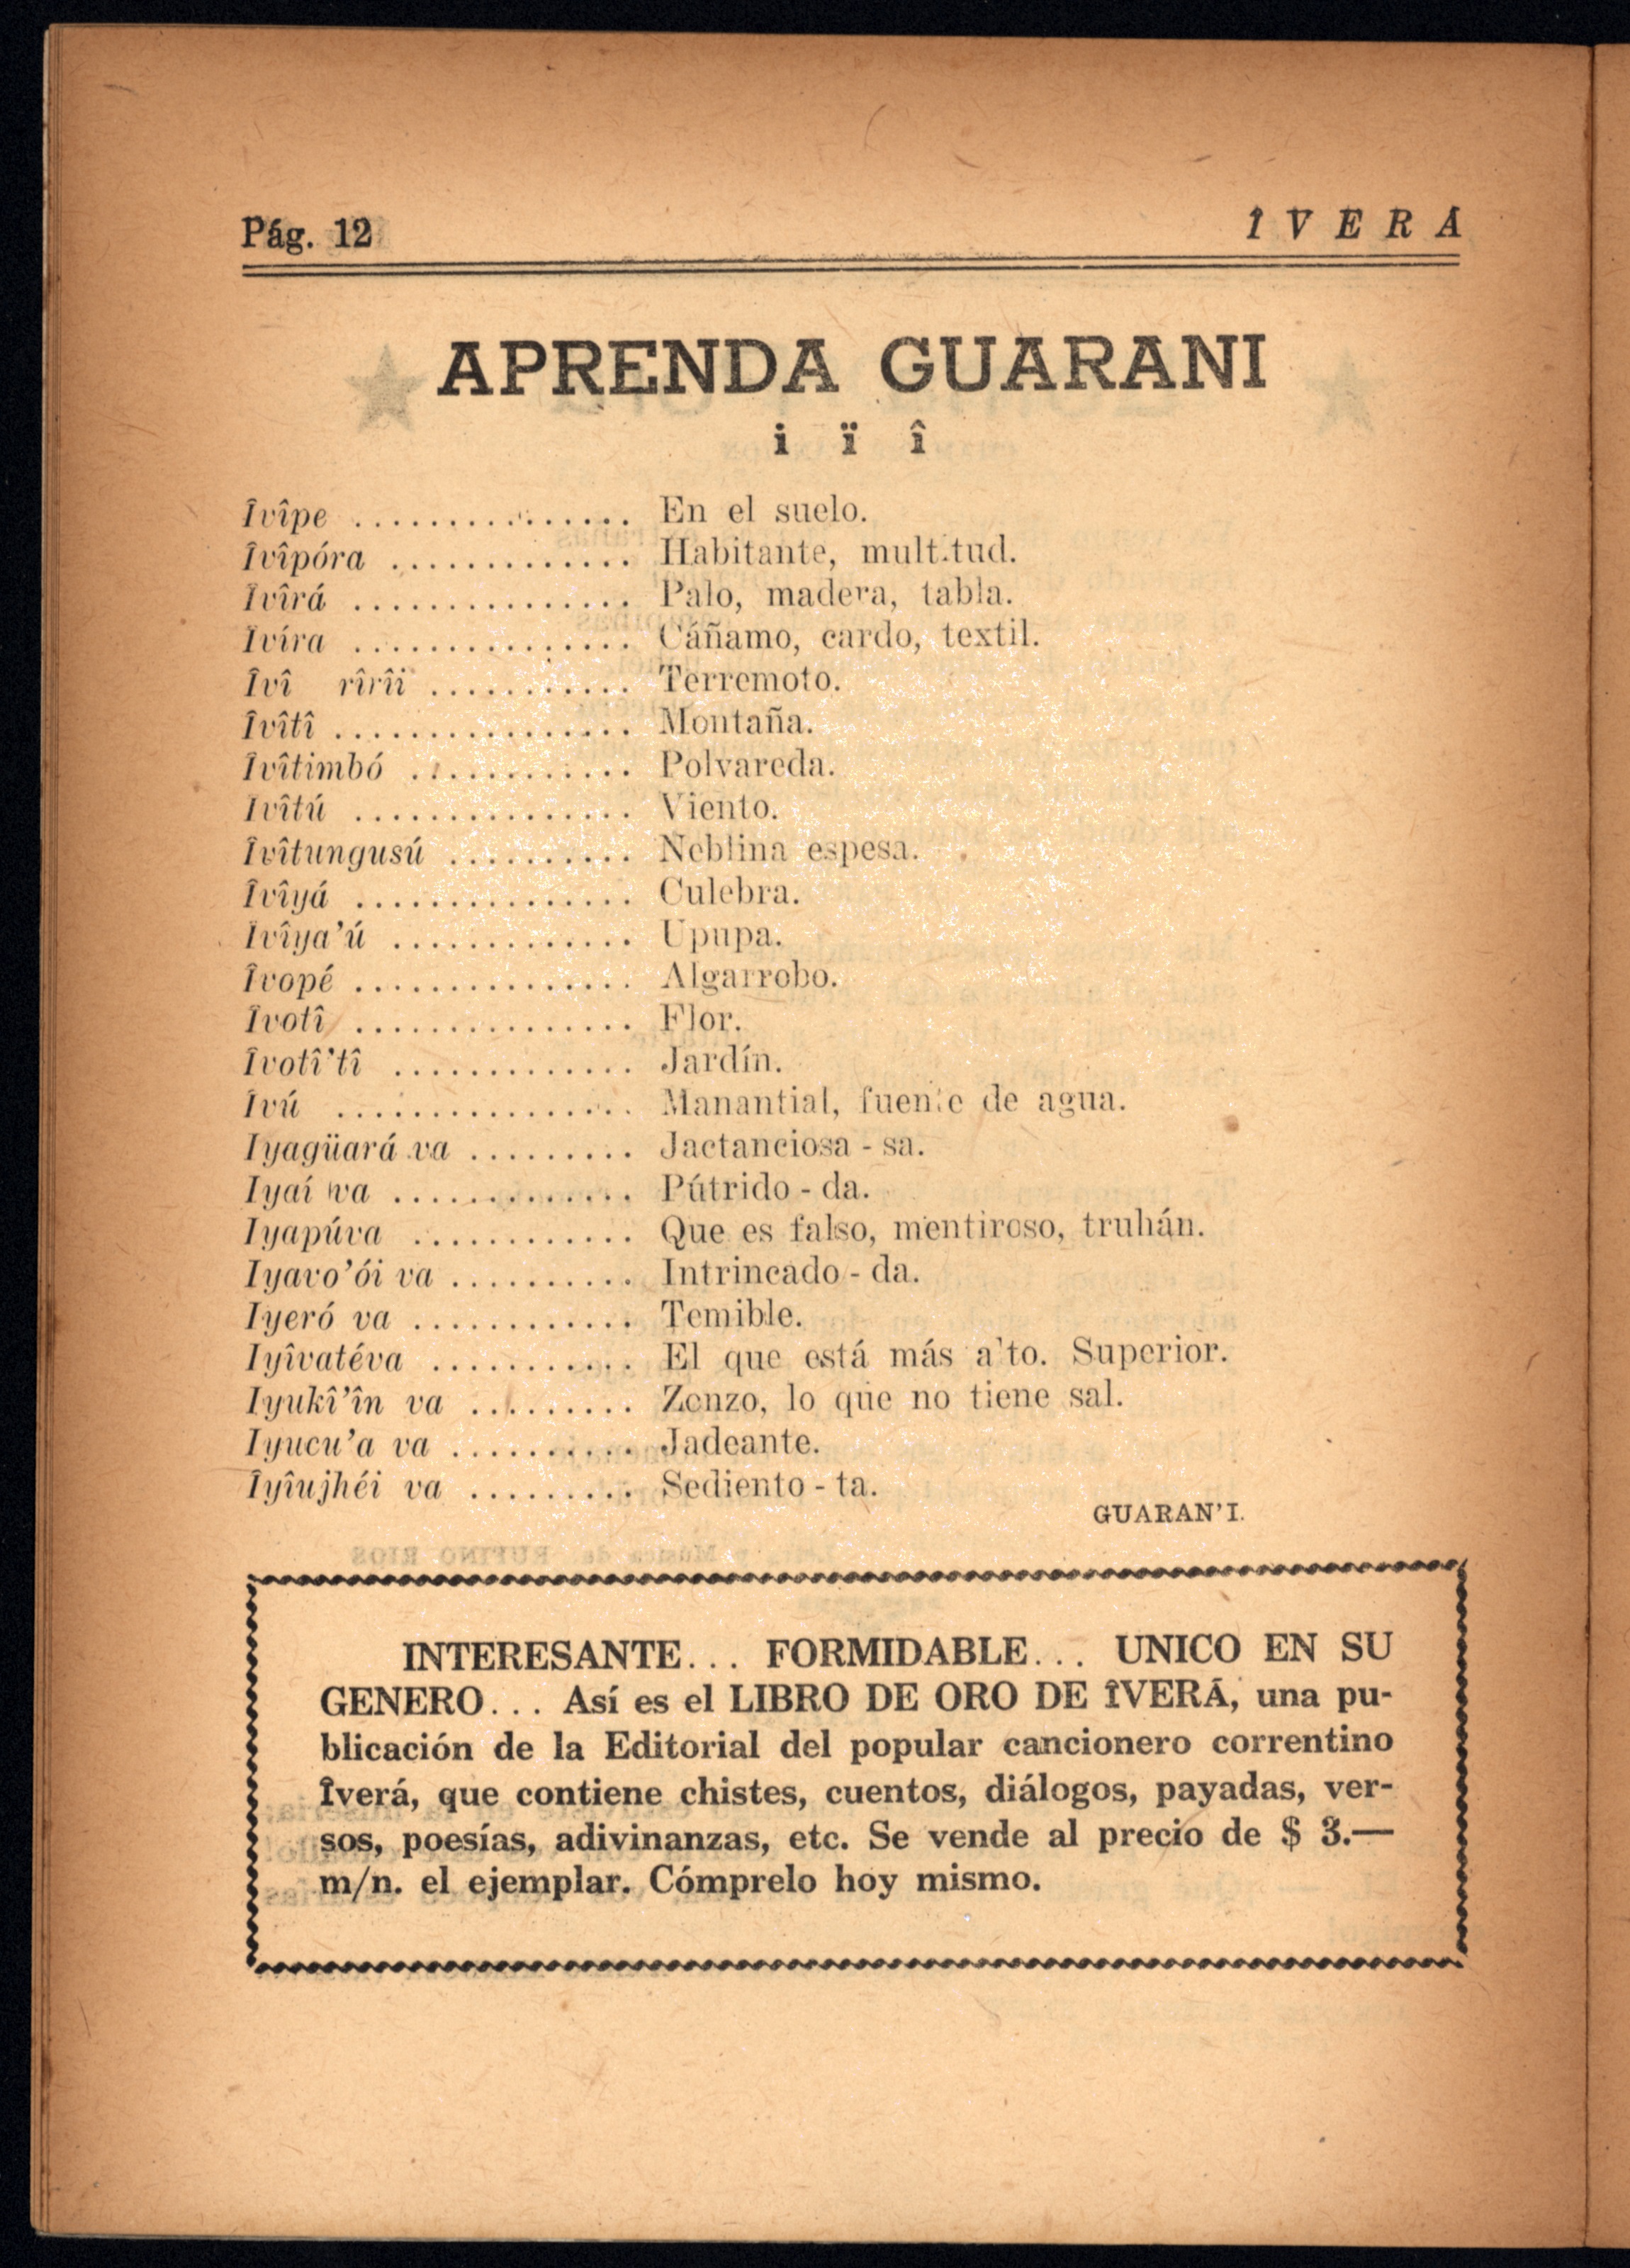 Pág. 12
Î V E R Á
APRENDA GUARANI
i ï î
Îvîpe ............... En el suelo.
Îvîpóra ............. Habitante, mult.tud.
Îvîrá ............... Palo, madera, tabla.
Ivíra ............... Cáñamo, cardo, textil.
Îvî rîrîi ........... Terremoto.
Îvîtî ................ Montaña.
Îvîtimbó ............ Polvareda.
Ivîtú ............... Viento.
Îvîtungusú .......... Neblina espesa.
Îvîyá ............... Culebra.
Ivîya'ú ............. Upupa.
Îvopé ............... Algarrobo.
Îvotî ............... Flor.
Îvotî'tî ............. Jardín.
Ivú ................ Manantial, fuente de agua.
Iyagüará va ......... Jactanciosa - sa.
Iyaí va ............. Pútrido - da.
Iyapúva ............ Que es falso, mentiroso, truhán.
Iyavo'ói va .......... Intrincado - da.
Iyeró va ............ Temible.
Iyîvatéva ........... El que está más alto. Superior.
Iyukî'în va ......... Zonzo, lo que no tiene sal.
Iyucu'a va .......... Jadeante.
Îyîujhéi va ......... Sediento - ta.
GUARAN'I.
INTERESANTE... FORMIDABLE... UNICO EN SU
GENERO... Así es el LIBRO DE ORO DE ÎVERÁ, una pu-
blicación de la Editorial del popular cancionero correntino
Îverá, que contiene chistes, cuentos, diálogos, payadas, ver-
sos, poesías, adivinanzas, etc. Se vende al precio de $ 3.—
m/n. el ejemplar. Cómprelo hoy mismo.